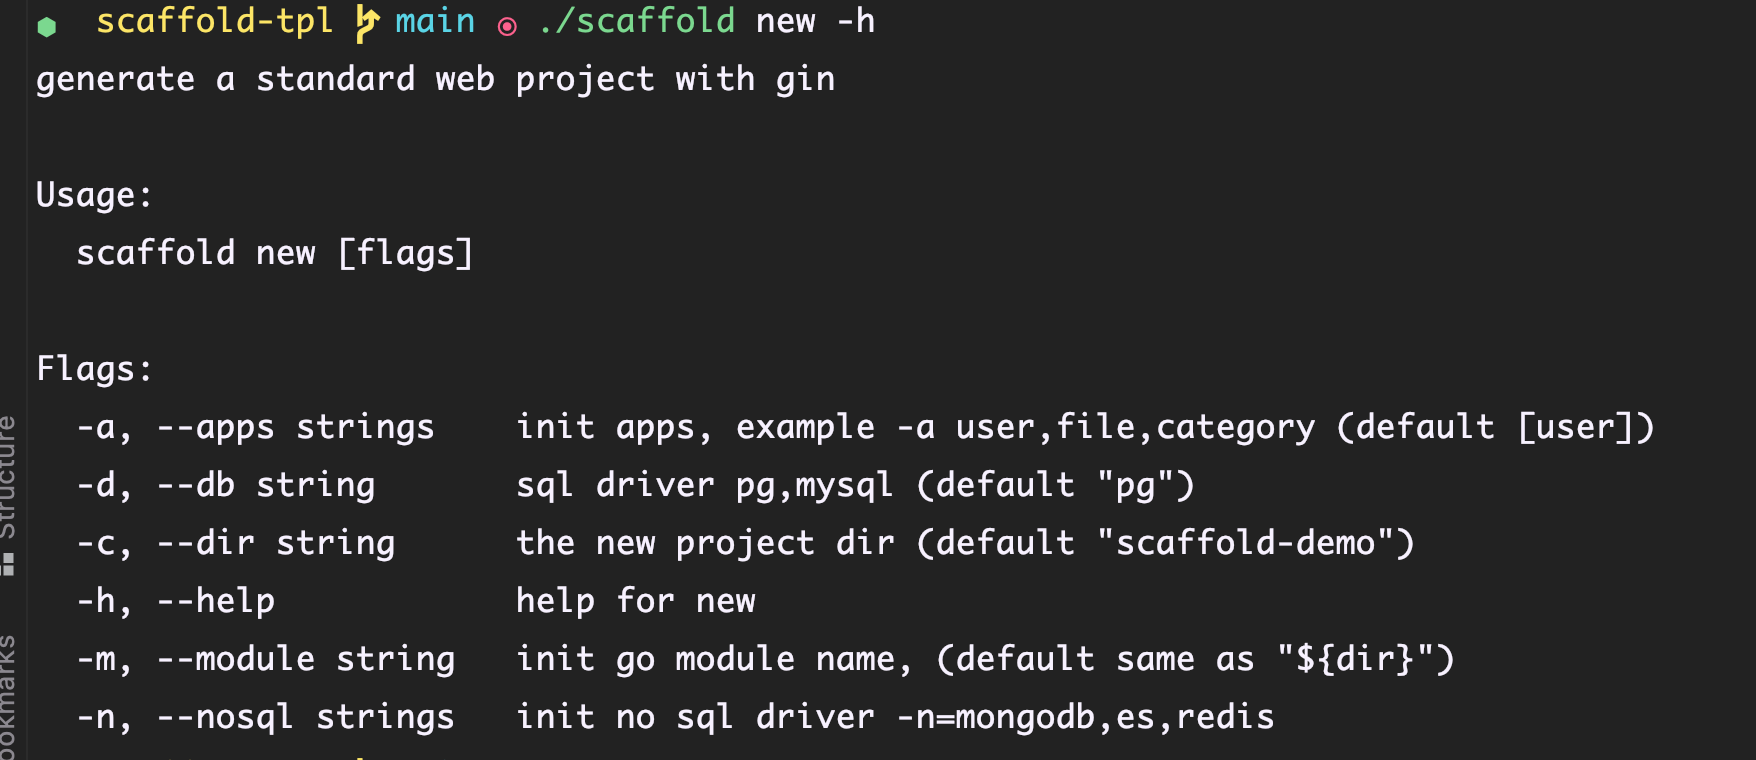 scaffold-tpl main ./scaffold new -h
generate a standard web project with gin
Usage:
scaffold new [flags]
Flags:
-a, --apps strings init apps, example -a user,file,category (default [user])
-d, --db string sql driver pg,mysql (default "pg")
-c, --dir string the new project dir (default "scaffold-demo")
-h, --help help for new
-m, --module string init go module name, (default same as "${dir}")
-n, --nosql strings init no sql driver -n=mongodb,es,redis
Structure
ookmarks